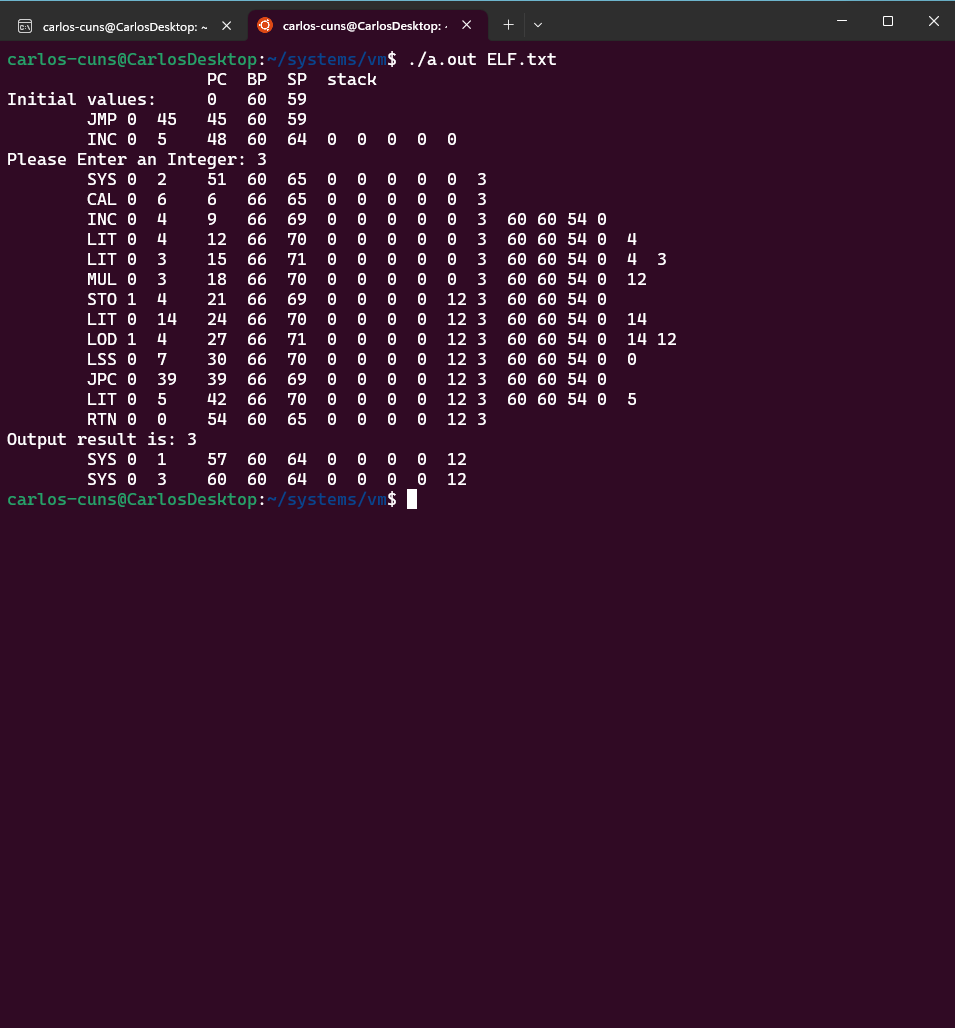 carlos-cuns@CarlosDesktop: ~
carlos-cuns@CarlosDesktop: ~
carlos-cuns@CarlosDesktop:~/systems/vm$ ./a.out ELF.txt
                    PC  BP  SP  stack
Initial values:     0   60  59
        JMP 0  45   45  60  59
        INC 0  5    48  60  64  0  0  0  0  0
Please Enter an Integer: 3
        SYS 0  2    51  60  65  0  0  0  0  0  3
        CAL 0  6    6   66  65  0  0  0  0  0  3
        INC 0  4    9   66  69  0  0  0  0  0  3  60 60 54 0
        LIT 0  4    12  66  70  0  0  0  0  0  3  60 60 54 0  4
        LIT 0  3    15  66  71  0  0  0  0  0  3  60 60 54 0  4  3
        MUL 0  3    18  66  70  0  0  0  0  0  3  60 60 54 0  12
        STO 1  4    21  66  69  0  0  0  0  12 3  60 60 54 0
        LIT 0  14   24  66  70  0  0  0  0  12 3  60 60 54 0  14
        LOD 1  4    27  66  71  0  0  0  0  12 3  60 60 54 0  14 12
        LSS 0  7    30  66  70  0  0  0  0  12 3  60 60 54 0  0
        JPC 0  39   39  66  69  0  0  0  0  12 3  60 60 54 0
        LIT 0  5    42  66  70  0  0  0  0  12 3  60 60 54 0  5
        RTN 0  0    54  60  65  0  0  0  0  12 3
Output result is: 3
        SYS 0  1    57  60  64  0  0  0  0  12
        SYS 0  3    60  60  64  0  0  0  0  12
carlos-cuns@CarlosDesktop:~/systems/vm$